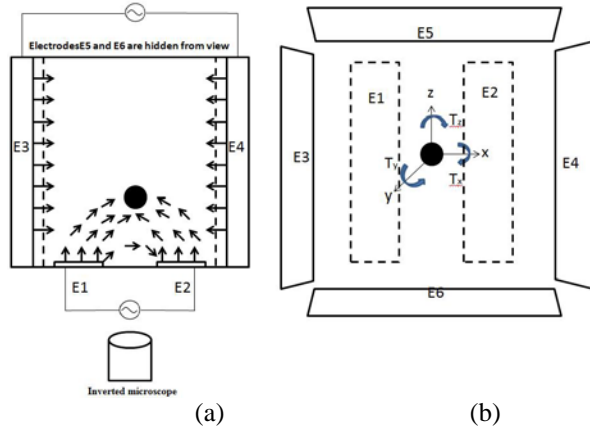 ElectrodesE5 and E6 are hidden from view
E3
E4
E1
E2
Inverted microscope
(a)
E5
E1
E2
z
Tz
E3
E4
x
Ty
Tx
y
E6
(b)